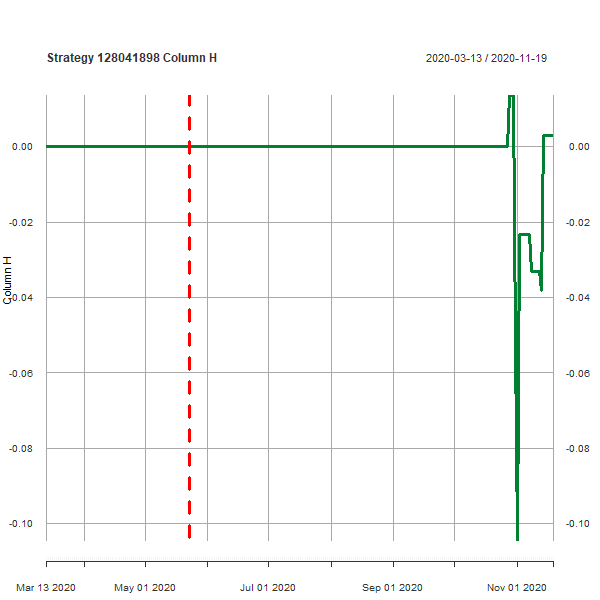 Strategy 128041898 Column H
2020-03-13 / 2020-11-19
0.00 0.00
-0.02 -0.02
Column H
-0.04 -0.04
-0.06 -0.06
-0.08 -0.08
-0.10 -0.10
Mar 13 2020 May 01 2020 Jul 01 2020 Sep 01 2020 Nov 01 2020